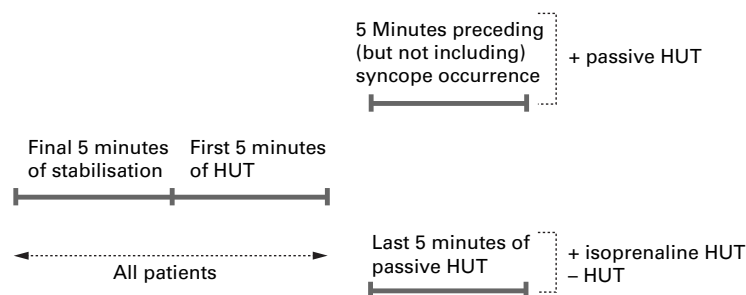 5 Minutes preceding
(but not including)
syncope occurrence
+ passive HUT
Final 5 minutes
of stabilisation
First 5 minutes
of HUT
All patients
Last 5 minutes of
passive HUT
+ isoprenaline HUT
– HUT